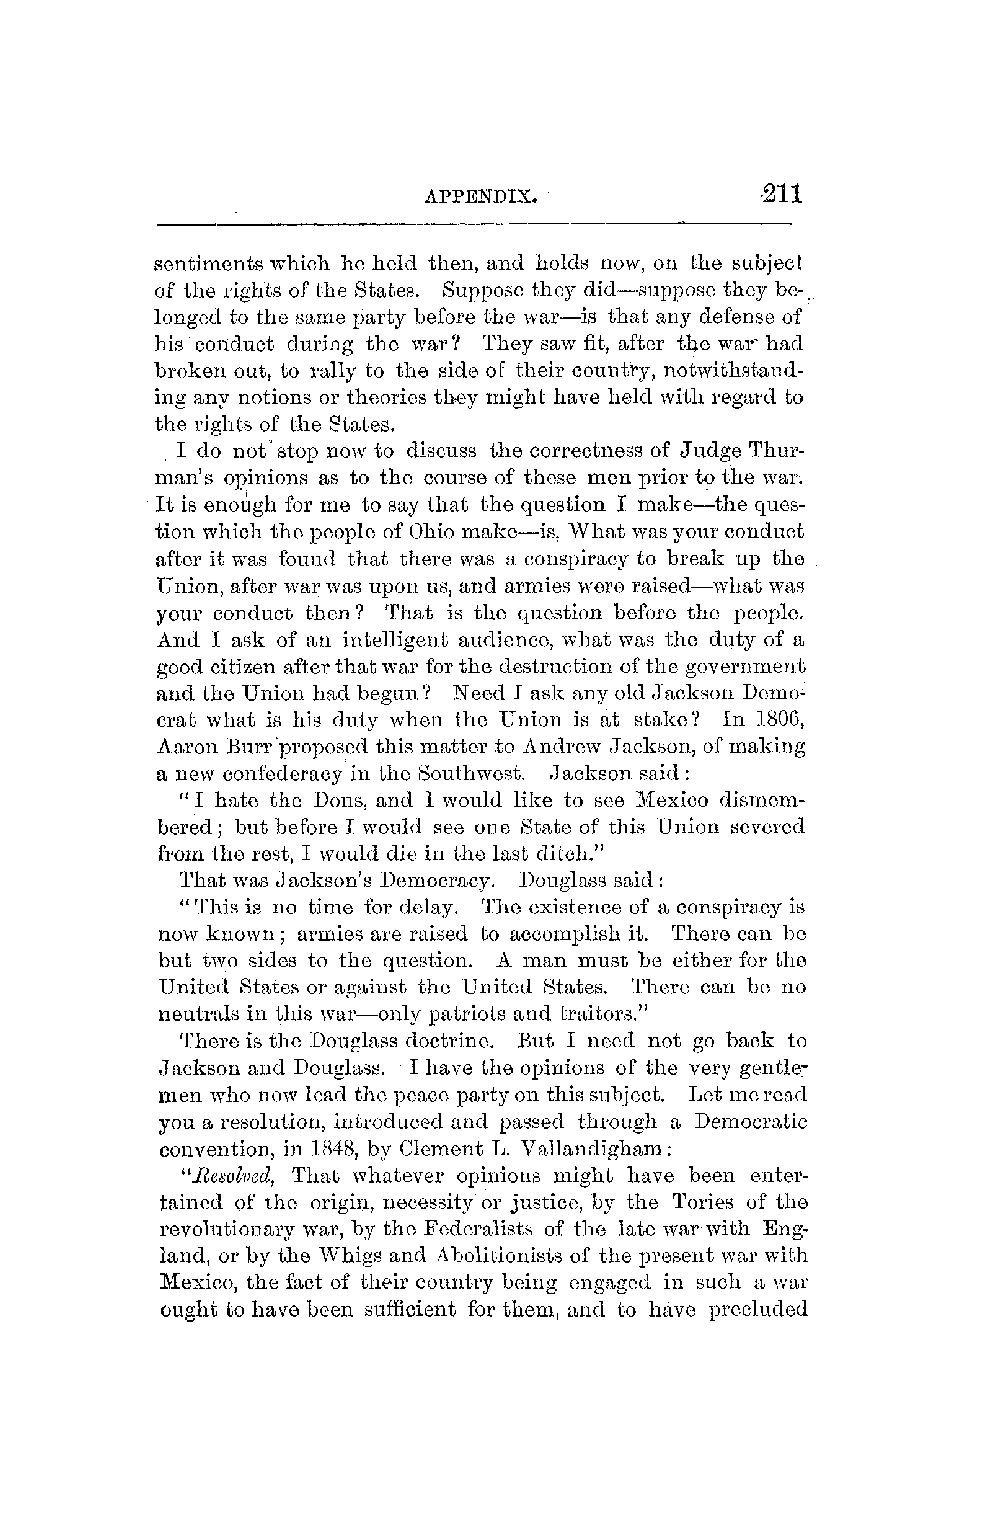 APPENDIX. 211
sentiments which he held then, and holds now, on the subject
of the rights of the States. Suppose they did—suppose they be-
longed to the same party before the war—is that any defense of
his conduct during the war? They saw fit, after the war had
broken out, to rally to the side of their country, notwithstand-
ing any notions or theories they might have held with regard to
the rights of the States.
I do not stop now to discuss the correctness of Judge Thur-
man's opinions as to the course of these men prior to the war.
It is enough for me to say that the question I make—the ques-
tion which the people of Ohio make—is, What was your conduct
after it was found that there was a conspiracy to break up the
Union, after war was upon us, and armies were raised—what was
your conduct then? That is the question before the people.
And I ask of an intelligent audience, what was the duty of a
good citizen after that war for the destruction of the government
and the Union had begun? Need I ask any old Jackson Demo-
crat what is his duty when the Union is at stake? In 1806,
Aaron Burr proposed this matter to Andrew Jackson, of making
a new confederacy in the Southwest. Jackson said:
"I hate the Dons, and I would like to see Mexico dismem-
bered; but before I would see one State of this Union severed
from the rest, I would die in the last ditch."
That was Jackson's Democracy. Douglass said:
"This is no time for delay. The existence of a conspiracy is
now known; armies are raised to accomplish it. There can be
but two sides to the question. A man must be either for the
United States or against the United States. There can be no
neutrals in this war—only patriots and traitors."
There is the Douglass doctrine. But I need not go back to
Jackson and Douglass. I have the opinions of the very gentle-
men who now lead the peace party on this subject. Let me read
you a resolution, introduced and passed through a Democratic
convention, in 1848, by Clement L. Vallandigham:
"Resolved, That whatever opinions might have been enter-
tained of the origin, necessity or justice, by the Tories of the
revolutionary war, by the Federalists of the late war with Eng-
land, or by the Whigs and Abolitionists of the present war with
Mexico, the fact of their country being engaged in such a war
ought to have been sufficient for them, and to have precluded